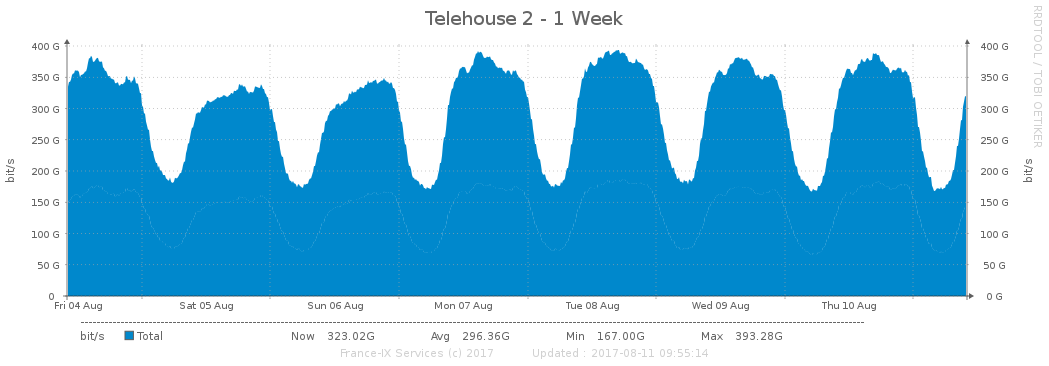 Telehouse 2 - 1 Week
RRDTOOL / TOBI OETIKER
bit/s
400 G
350 G
300 G
250 G
200 G
150 G
100 G
50 G
0
400 G
350 G
300 G
250 G
200 G
150 G
100 G
50 G
0 G
bit/s
Fri 04 Aug Sat 05 Aug Sun 06 Aug Mon 07 Aug Tue 08 Aug Wed 09 Aug Thu 10 Aug
bit/s Total Now 323.02G Avg 296.36G Min 167.00G Max 393.28G
France-IX Services (c) 2017 Updated : 2017-08-11 09:55:14